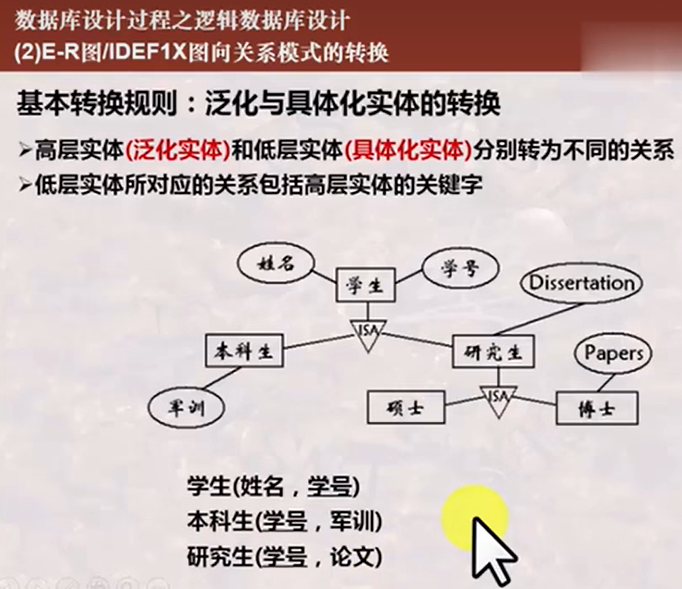 数据库设计过程之逻辑数据库设计
(2)E-R图/IDEF1X图向关系模式的转换
基本转换规则：泛化与具体化实体的转换
➢高层实体(泛化实体)和低层实体(具体化实体)分别转为不同的关系
➢低层实体所对应的关系包括高层实体的关键字
姓名
学生
学号
Dissertation
ISA
本科生
研究生
Papers
军训
硕士
ISA
博士
学生(姓名，学号)
本科生(学号，军训)
研究生(学号，论文)